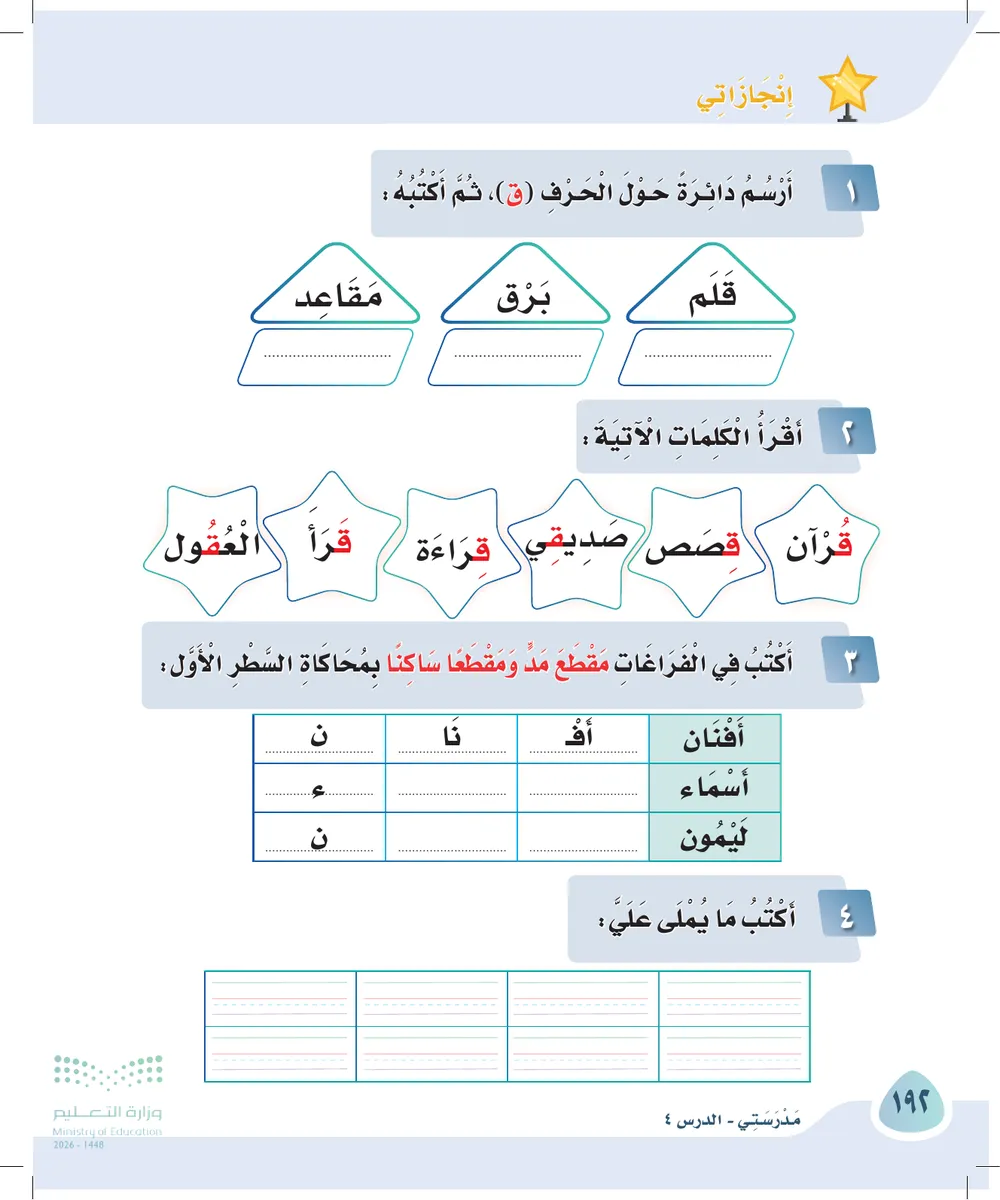 إِنْجَازَاتِي
١ أَرْسُمُ دَائِرَةً حَوْلَ الْحَرْفِ (ق)، ثُمَّ أَكْتُبُهُ :
قَلَم بَرْق مَقَاعِد
٢ أَقْرَأُ الْكَلِمَاتِ الْآتِيَةَ :
قُرْآن قِصَص صَدِيقِي قِرَاءَة قَرَأَ الْعُقُول
٣ أَكْتُبُ فِي الْفَرَاغَاتِ مَقْطَعَ مَدٍّ وَمَقْطَعًا سَاكِنًا بِمُحَاكَاةِ السَّطْرِ الْأَوَّل :
أَفْنَان أَفْـ نَا ن
أَسْمَاء ء
لَيْمُون ن
٤ أَكْتُبُ مَا يُمْلَى عَلَيَّ :
وزارة التعـليم
Ministry of Education
2026 - 1448
١٩٢
مَدْرَسَتِي - الدرس ٤